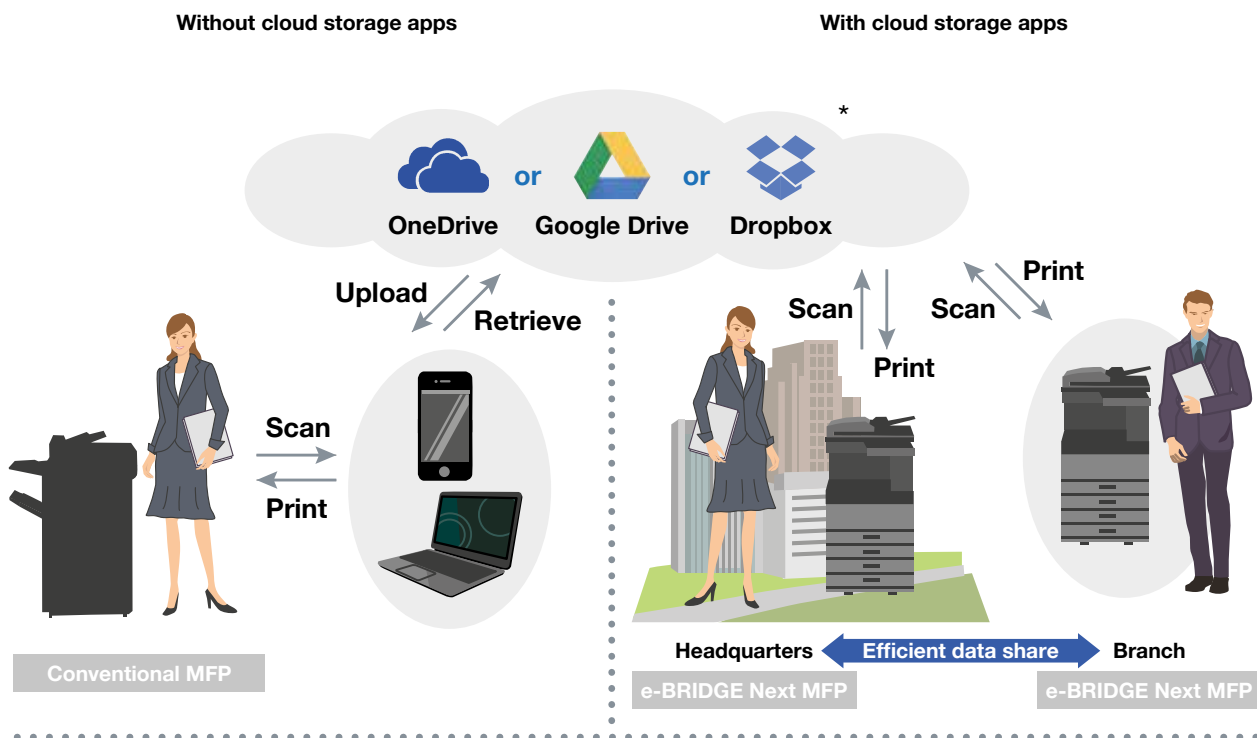 Without cloud storage apps
With cloud storage apps
*
or
or
OneDrive
Google Drive
Dropbox
Upload
Retrieve
Scan
Print
Scan
Print
Scan
Print
Headquarters
Efficient data share
Branch
Conventional MFP
e-BRIDGE Next MFP
e-BRIDGE Next MFP